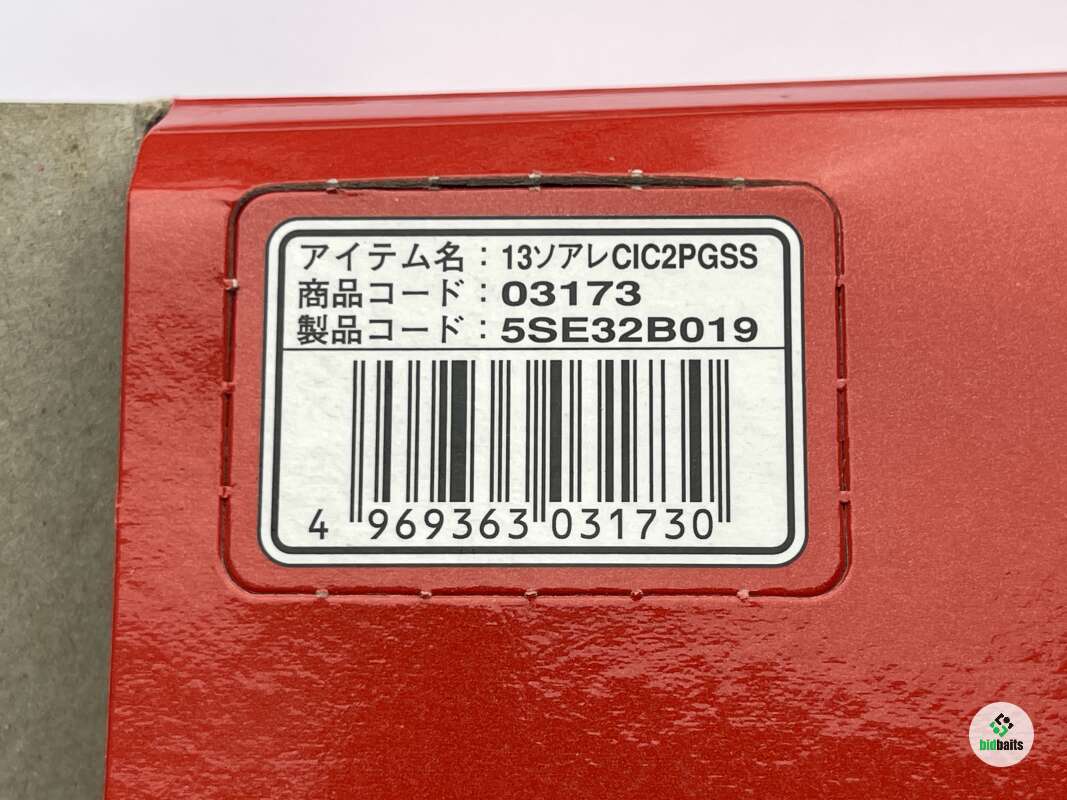 アイテム名：13ソアレCIC2PGSS
商品コード：03173
製品コード：5SE32B019
4 969363 031730
bidbaits